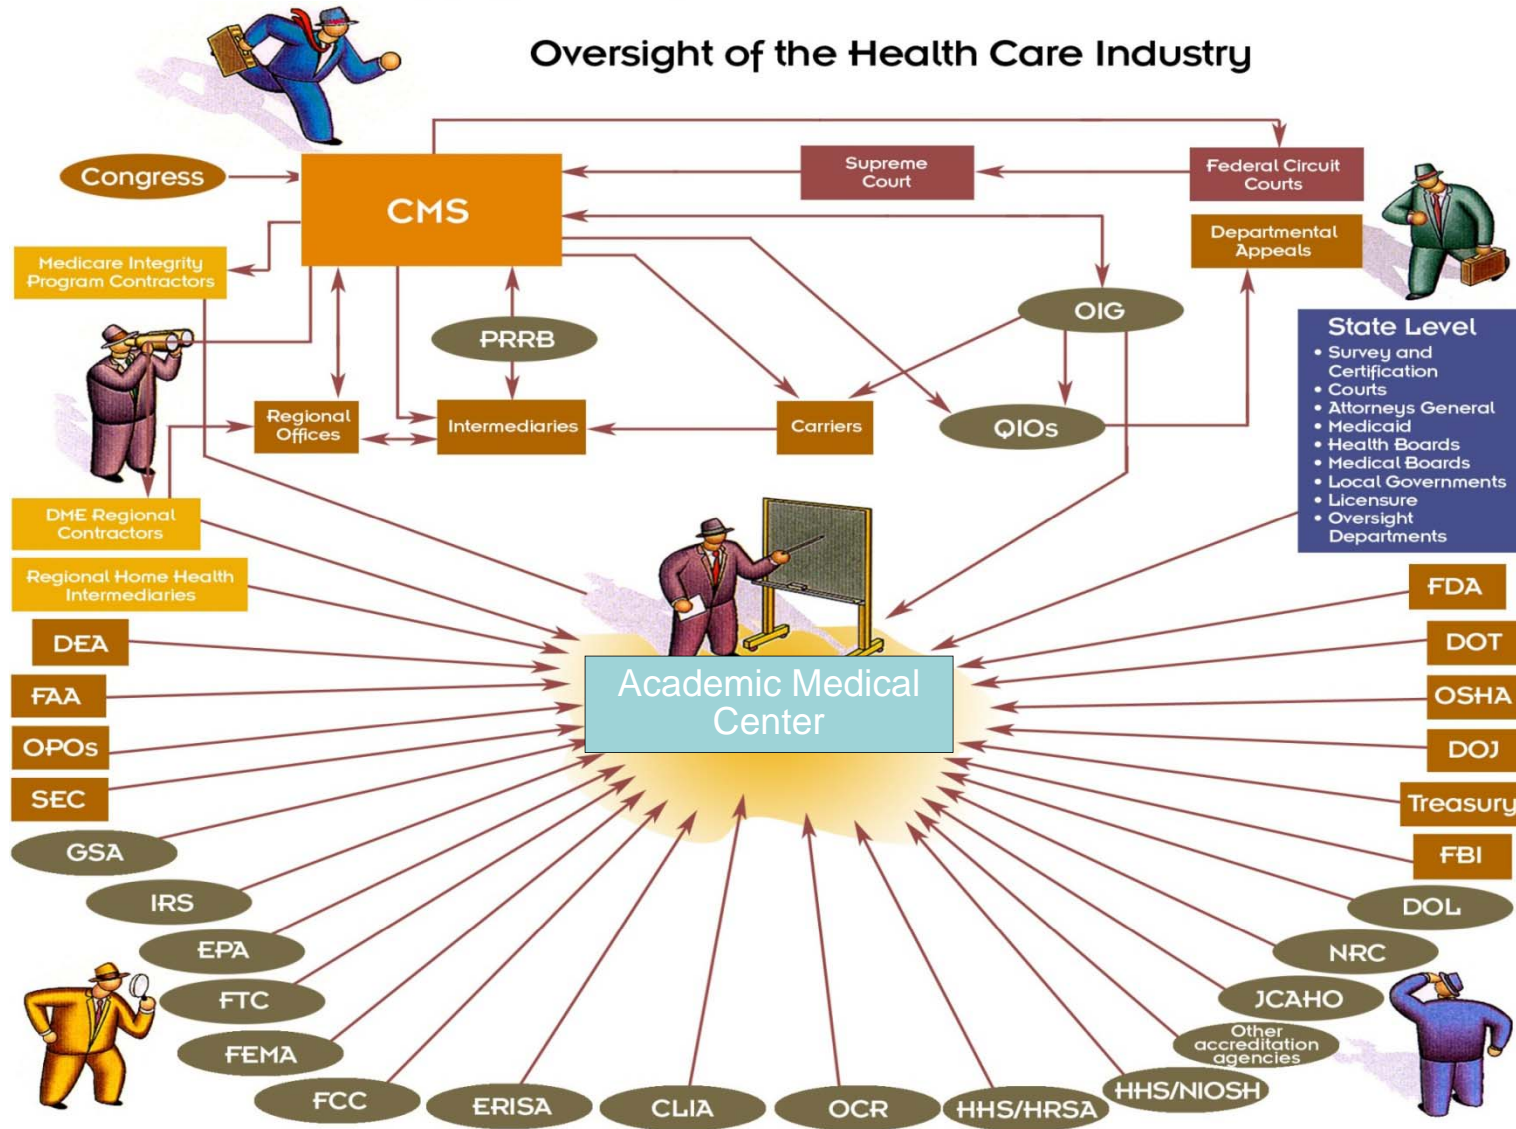 Oversight of the Health Care Industry
Congress
CMS
Supreme
Court
Federal Circuit
Courts
Departmental
Appeals
Medicare Integrity
Program Contractors
OIG
PRRB
State Level
• Survey and
Certification
• Courts
• Attorneys General
• Medicaid
• Health Boards
• Medical Boards
• Local Governments
• Licensure
• Oversight
Departments
Regional
Offices
Intermediaries
Carriers
QIOs
DME Regional
Contractors
Regional Home Health
Intermediaries
DEA
FAA
OPOs
SEC
GSA
IRS
EPA
FTC
FEMA
FCC
ERISA
CLIA
OCR
HHS/HRSA
HHS/NIOSH
Other
accreditation
agencies
JCAHO
NRC
DOL
FBI
Treasury
DOJ
OSHA
DOT
FDA
Academic Medical
Center